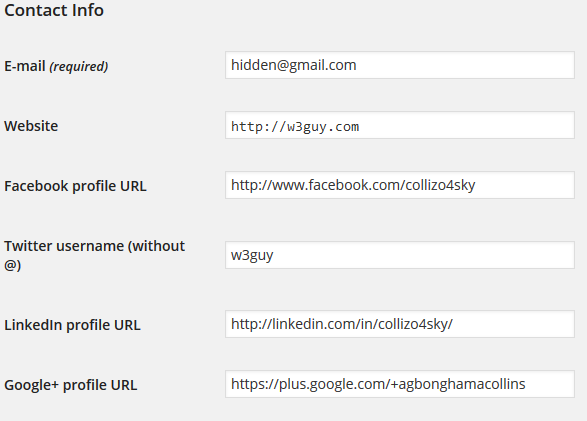 Contact Info
E-mail (required)
hidden@gmail.com
Website
http://w3guy.com
Facebook profile URL
http://www.facebook.com/collizo4sky
Twitter username (without
@)
w3guy
LinkedIn profile URL
http://linkedin.com/in/collizo4sky/
Google+ profile URL
https://plus.google.com/+agbonghamacollins